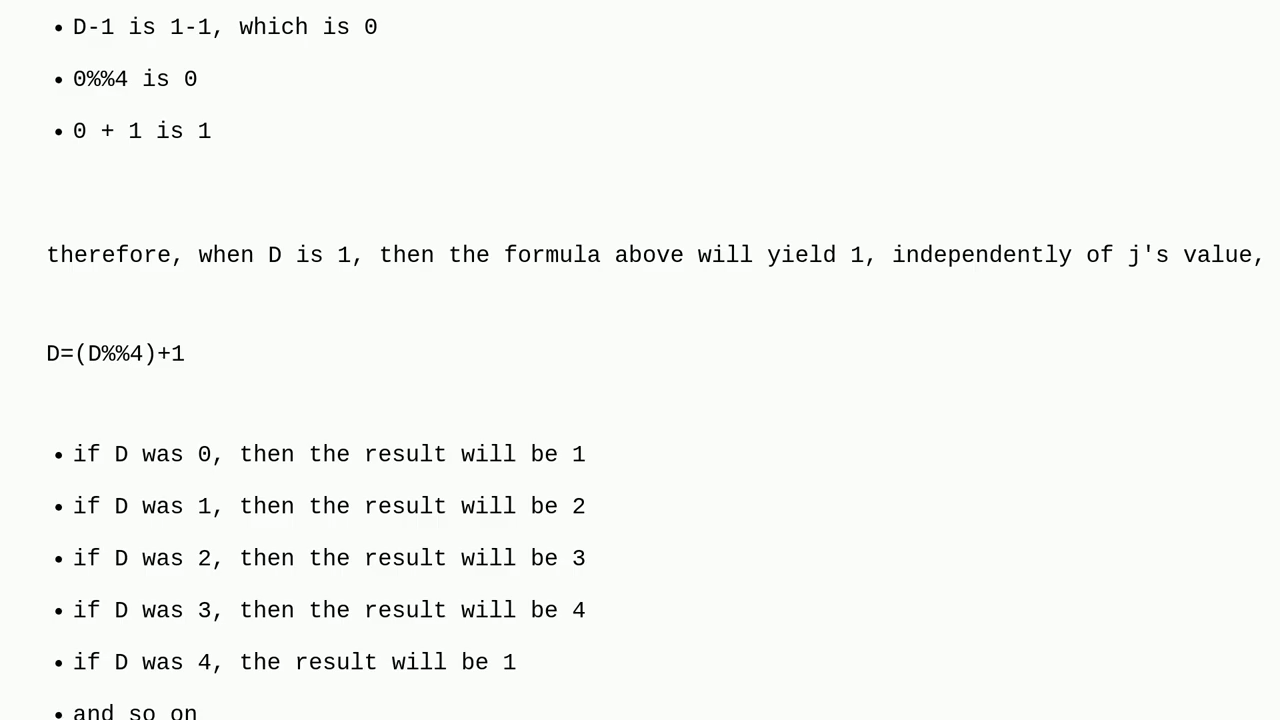 • D-1 is 1-1, which is 0
• 0%%4 is 0
• 0 + 1 is 1
therefore, when D is 1, then the formula above will yield 1, independently of j's value,
D=(D%%4)+1
• if D was 0, then the result will be 1
• if D was 1, then the result will be 2
• if D was 2, then the result will be 3
• if D was 3, then the result will be 4
• if D was 4, the result will be 1
• and so on